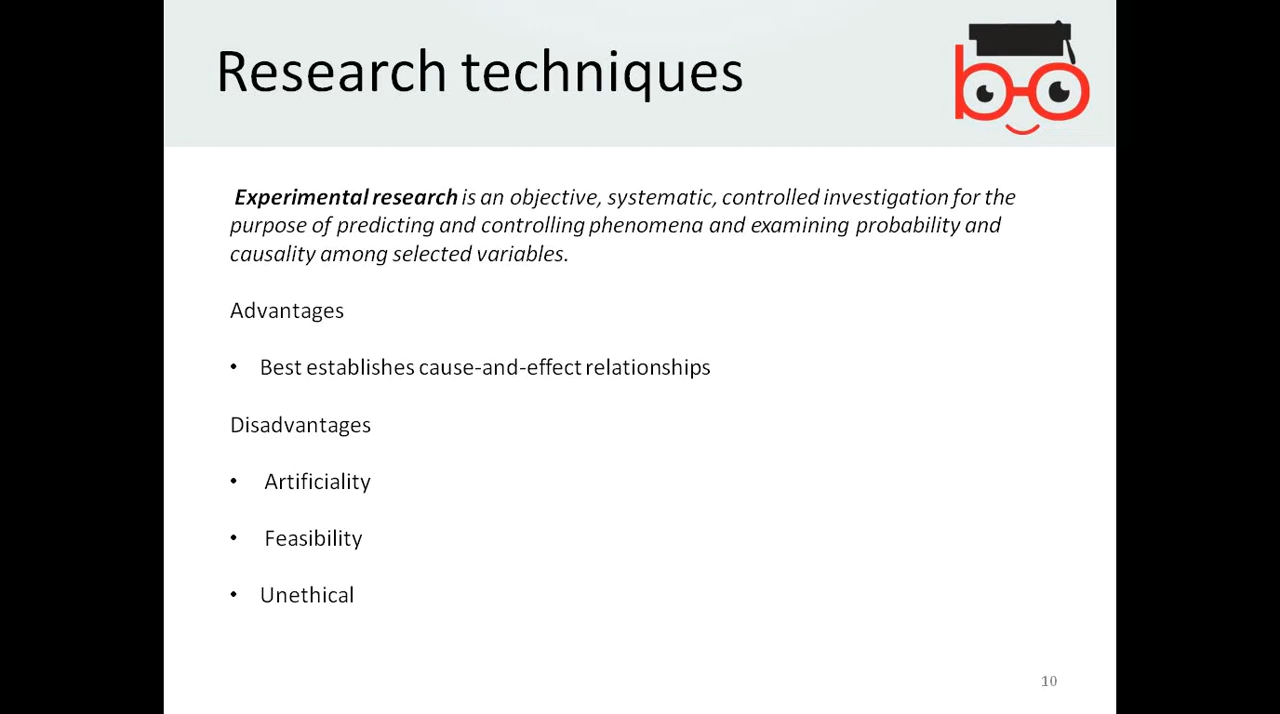 Research techniques
Experimental research is an objective, systematic, controlled investigation for the
purpose of predicting and controlling phenomena and examining probability and
causality among selected variables.
Advantages
• Best establishes cause-and-effect relationships
Disadvantages
• Artificiality
• Feasibility
• Unethical
10